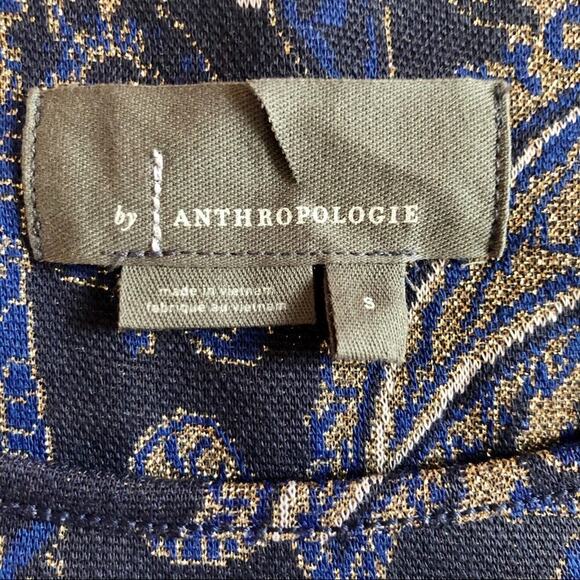 by ANTHROPOLOGIE
made in vietnam
fabriqué au vietnam
S